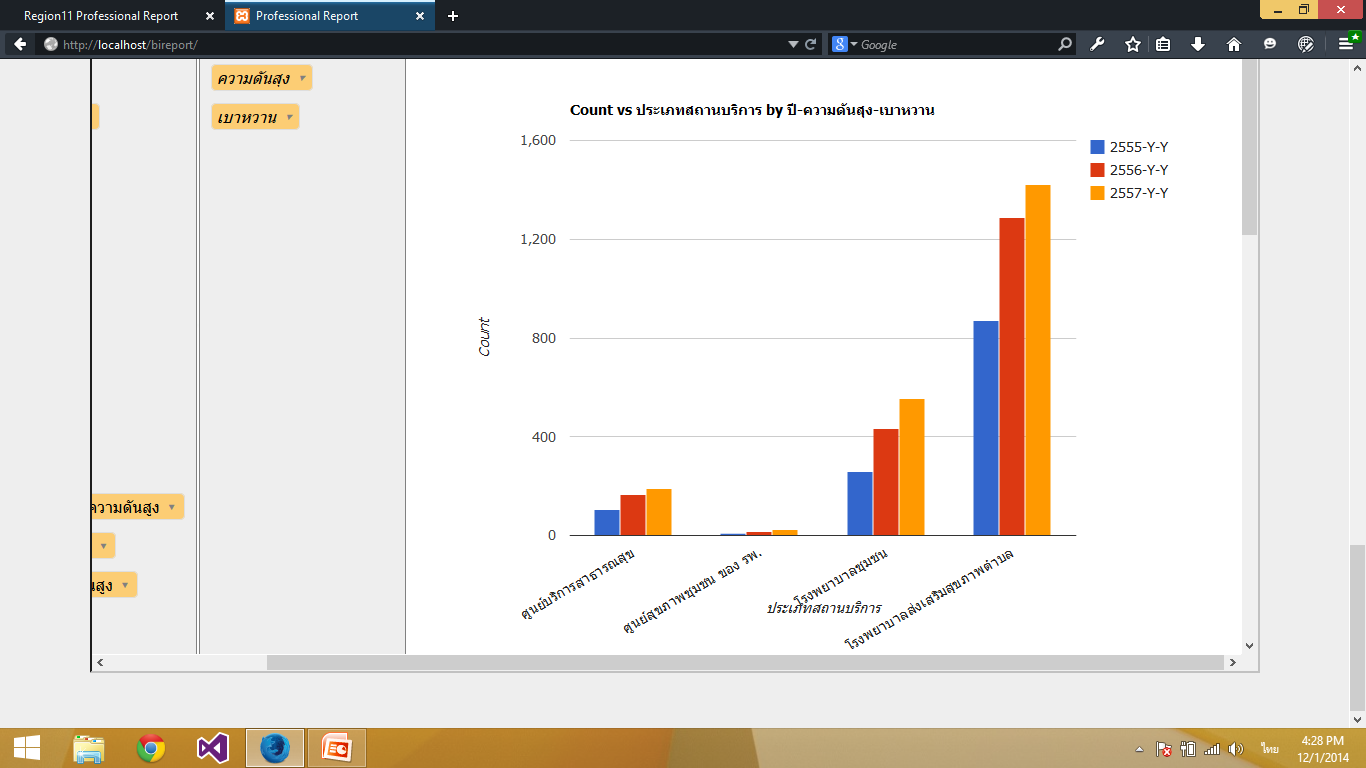 Region11 Professional Report
Professional Report
http://localhost/bireport/
Google
ความดันสุง
เบาหวาน
ความดันสูง
สูง
Count vs ประเภทสถานบริการ by ปี-ความดันสุง-เบาหวาน
1,600
1,200
800
400
0
Count
2555-Y-Y
2556-Y-Y
2557-Y-Y
ศูนย์บริการสาธารณสุข
ศูนย์สุขภาพชุมชน ของ รพ.
โรงพยาบาลชุมชน
โรงพยาบาลส่งเสริมสุขภาพตำบล
ประเภทสถานบริการ
ไทย
4:28 PM
12/1/2014